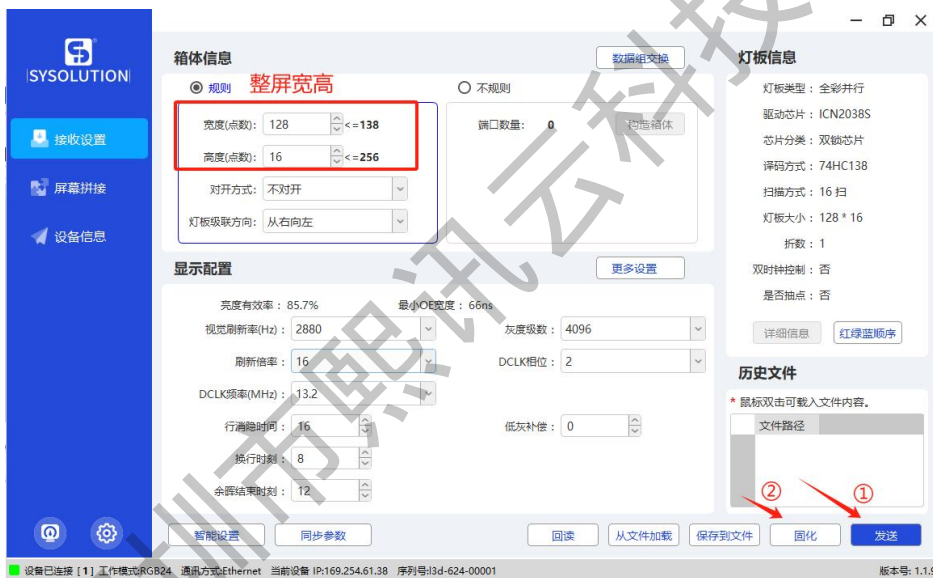 SYSOLUTION
接收设置
屏幕拼接
设备信息
箱体信息
数据组交换
规则
整屏宽高
不规则
宽度(点数): 128 <=138
高度(点数): 16 <=256
对开方式: 不对开
灯板级联方向: 从右向左
端口数量: 0
构造箱体
显示配置
更多设置
亮度有效率: 85.7%
最小OE宽度: 66ns
视觉刷新率(Hz): 2880
灰度级数: 4096
刷新倍率: 16
DCLK相位: 2
DCLK频率(MHz): 13.2
行消隐时间: 16
低灰补偿: 0
换行时刻: 8
余晖结束时刻: 12
智能设置
同步参数
回读
从文件加载
保存到文件
固化
发送
灯板信息
灯板类型: 全彩并行
驱动芯片: ICN2038S
芯片分类: 双锁芯片
译码方式: 74HC138
扫描方式: 16 扫
灯板大小: 128 * 16
折数: 1
双时钟控制: 否
是否抽点: 否
详细信息
红绿蓝顺序
历史文件
* 鼠标双击可载入文件内容。
文件路径
②
①
设备已连接 [1] 工作模式:RGB24 通讯方式:Ethernet 当前设备 IP:169.254.61.38 序列号:l3d-624-00001
版本号: 1.1.9
圳市熙讯云科技